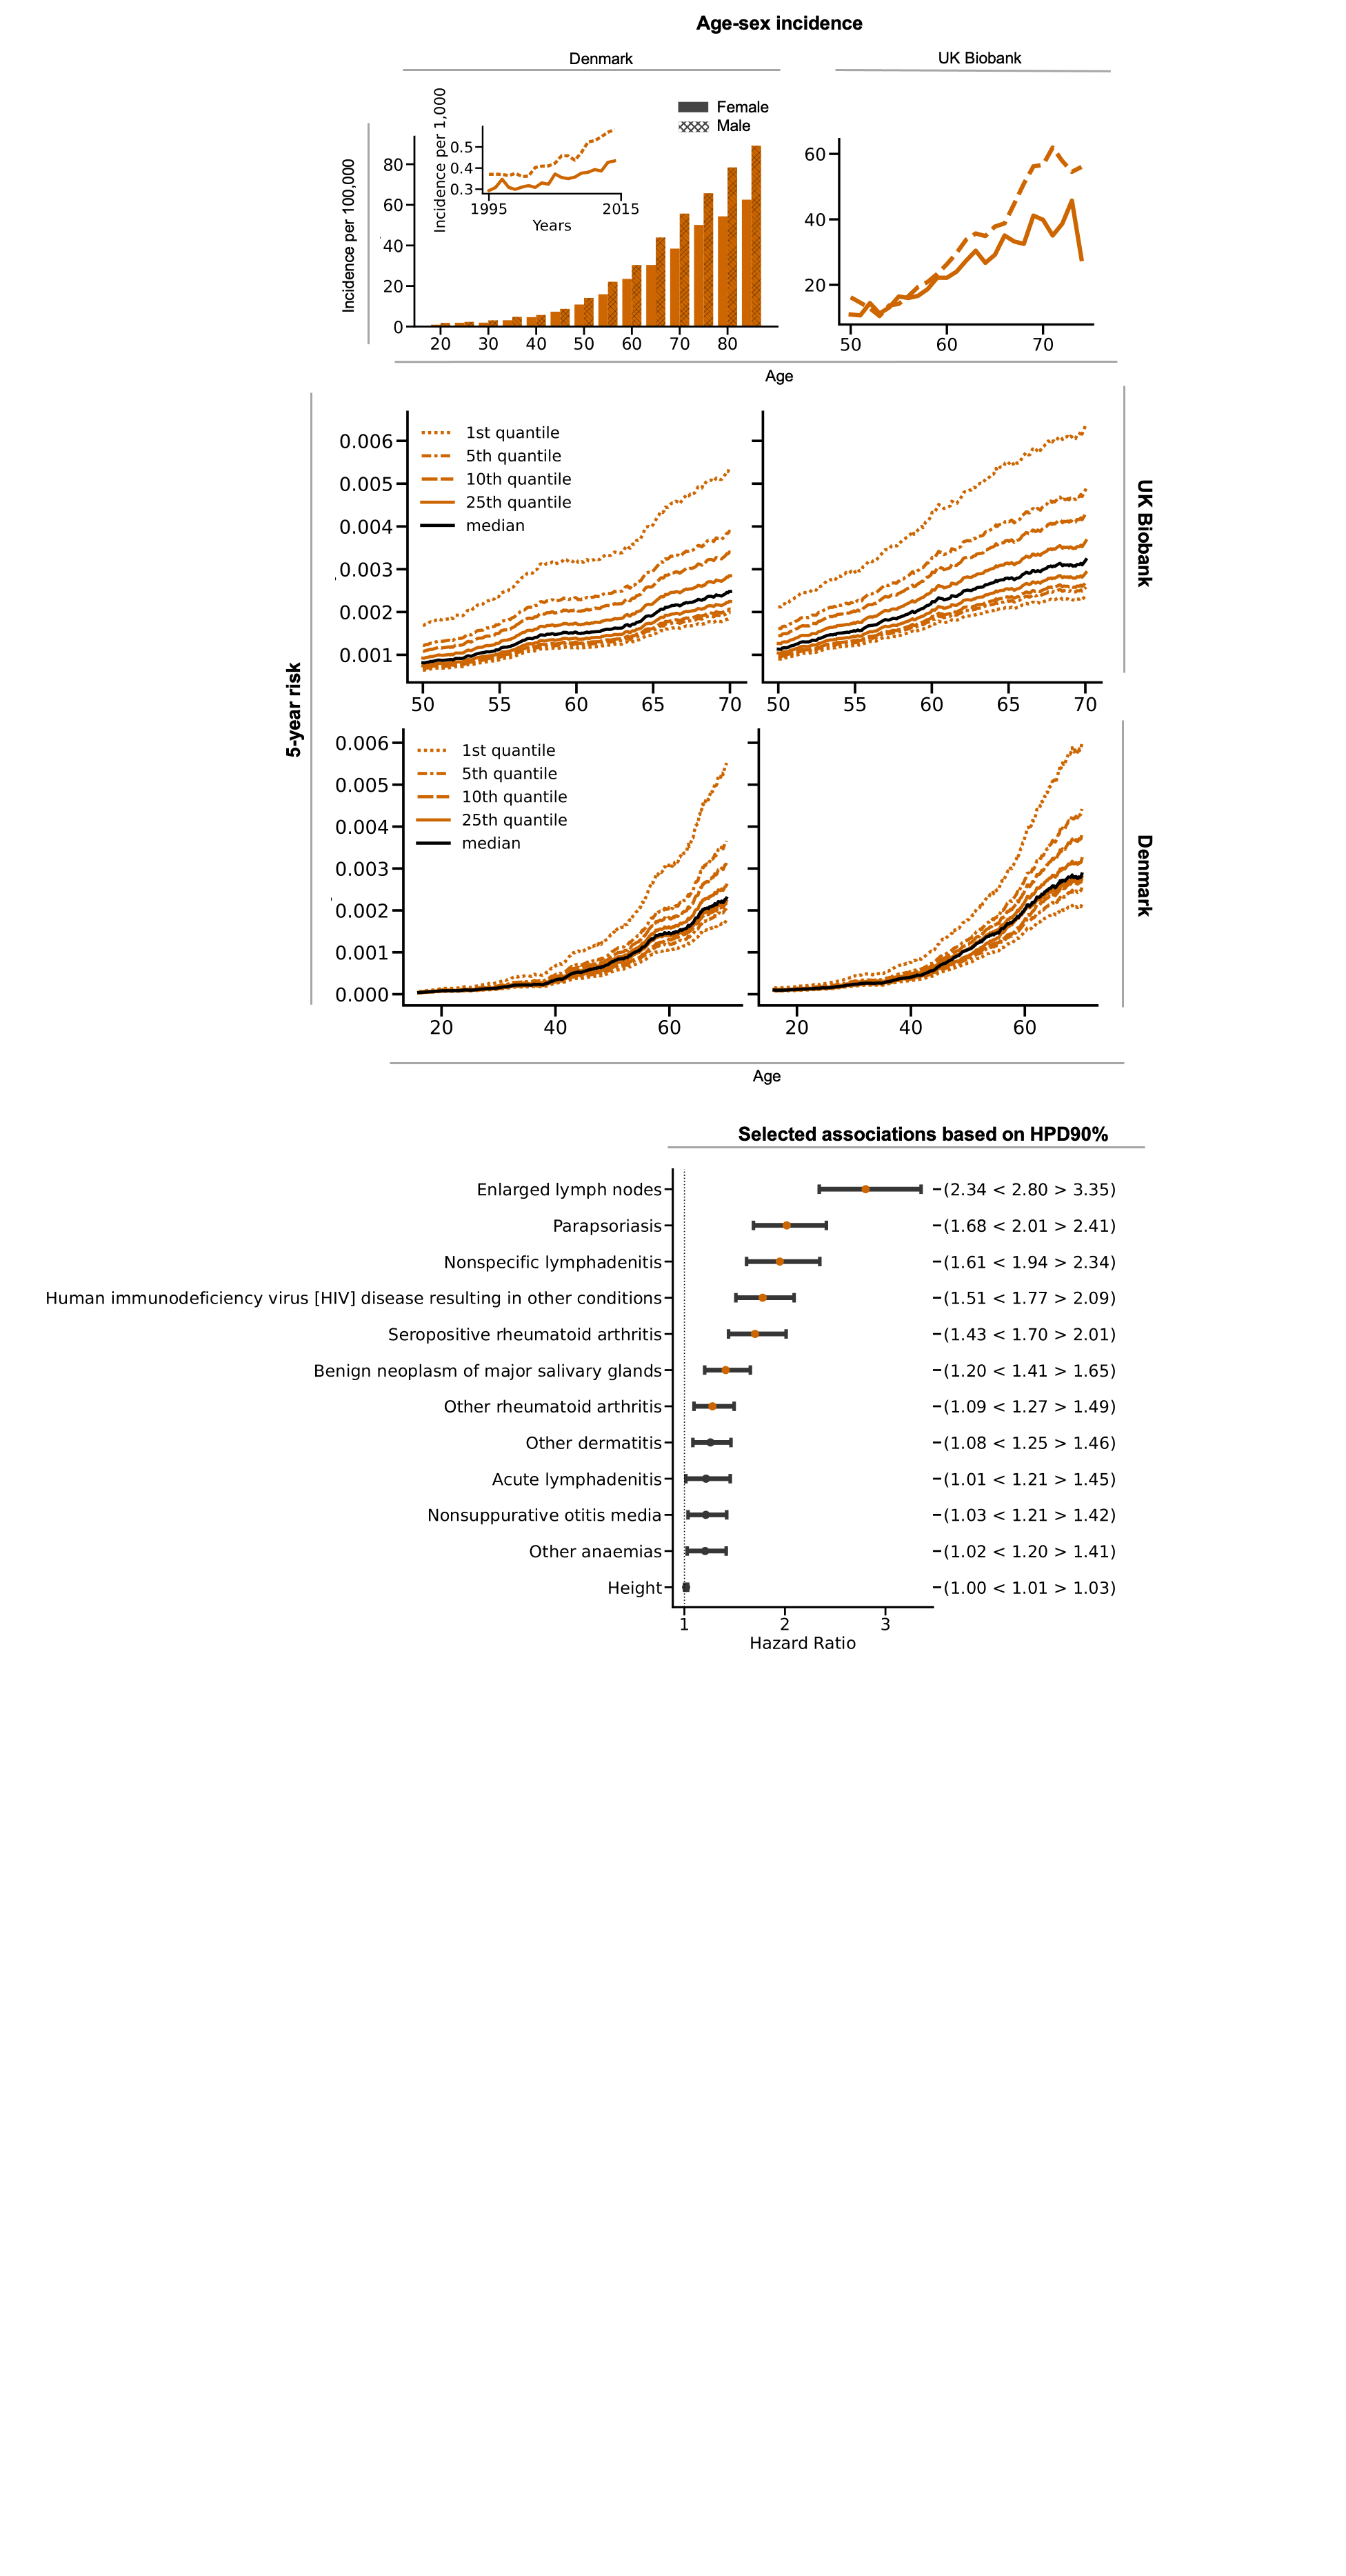 Age-sex incidence
Denmark
UK Biobank
Female
Male
Incidence per 100,000
80
60
40
20
0
20 30 40 50 60 70 80
Incidence per 1,000
0.5
0.4
0.3
1995 2015
Years
60
40
20
50 60 70
Age
5-year risk
UK Biobank
0.006
0.005
0.004
0.003
0.002
0.001
1st quantile
5th quantile
10th quantile
25th quantile
median
50 55 60 65 70
50 55 60 65 70
Denmark
0.006
0.005
0.004
0.003
0.002
0.001
0.000
1st quantile
5th quantile
10th quantile
25th quantile
median
20 40 60
20 40 60
Age
Selected associations based on HPD90%
Enlarged lymph nodes (2.34 < 2.80 > 3.35)
Parapsoriasis (1.68 < 2.01 > 2.41)
Nonspecific lymphadenitis (1.61 < 1.94 > 2.34)
Human immunodeficiency virus [HIV] disease resulting in other conditions (1.51 < 1.77 > 2.09)
Seropositive rheumatoid arthritis (1.43 < 1.70 > 2.01)
Benign neoplasm of major salivary glands (1.20 < 1.41 > 1.65)
Other rheumatoid arthritis (1.09 < 1.27 > 1.49)
Other dermatitis (1.08 < 1.25 > 1.46)
Acute lymphadenitis (1.01 < 1.21 > 1.45)
Nonsuppurative otitis media (1.03 < 1.21 > 1.42)
Other anaemias (1.02 < 1.20 > 1.41)
Height (1.00 < 1.01 > 1.03)
1 2 3
Hazard Ratio